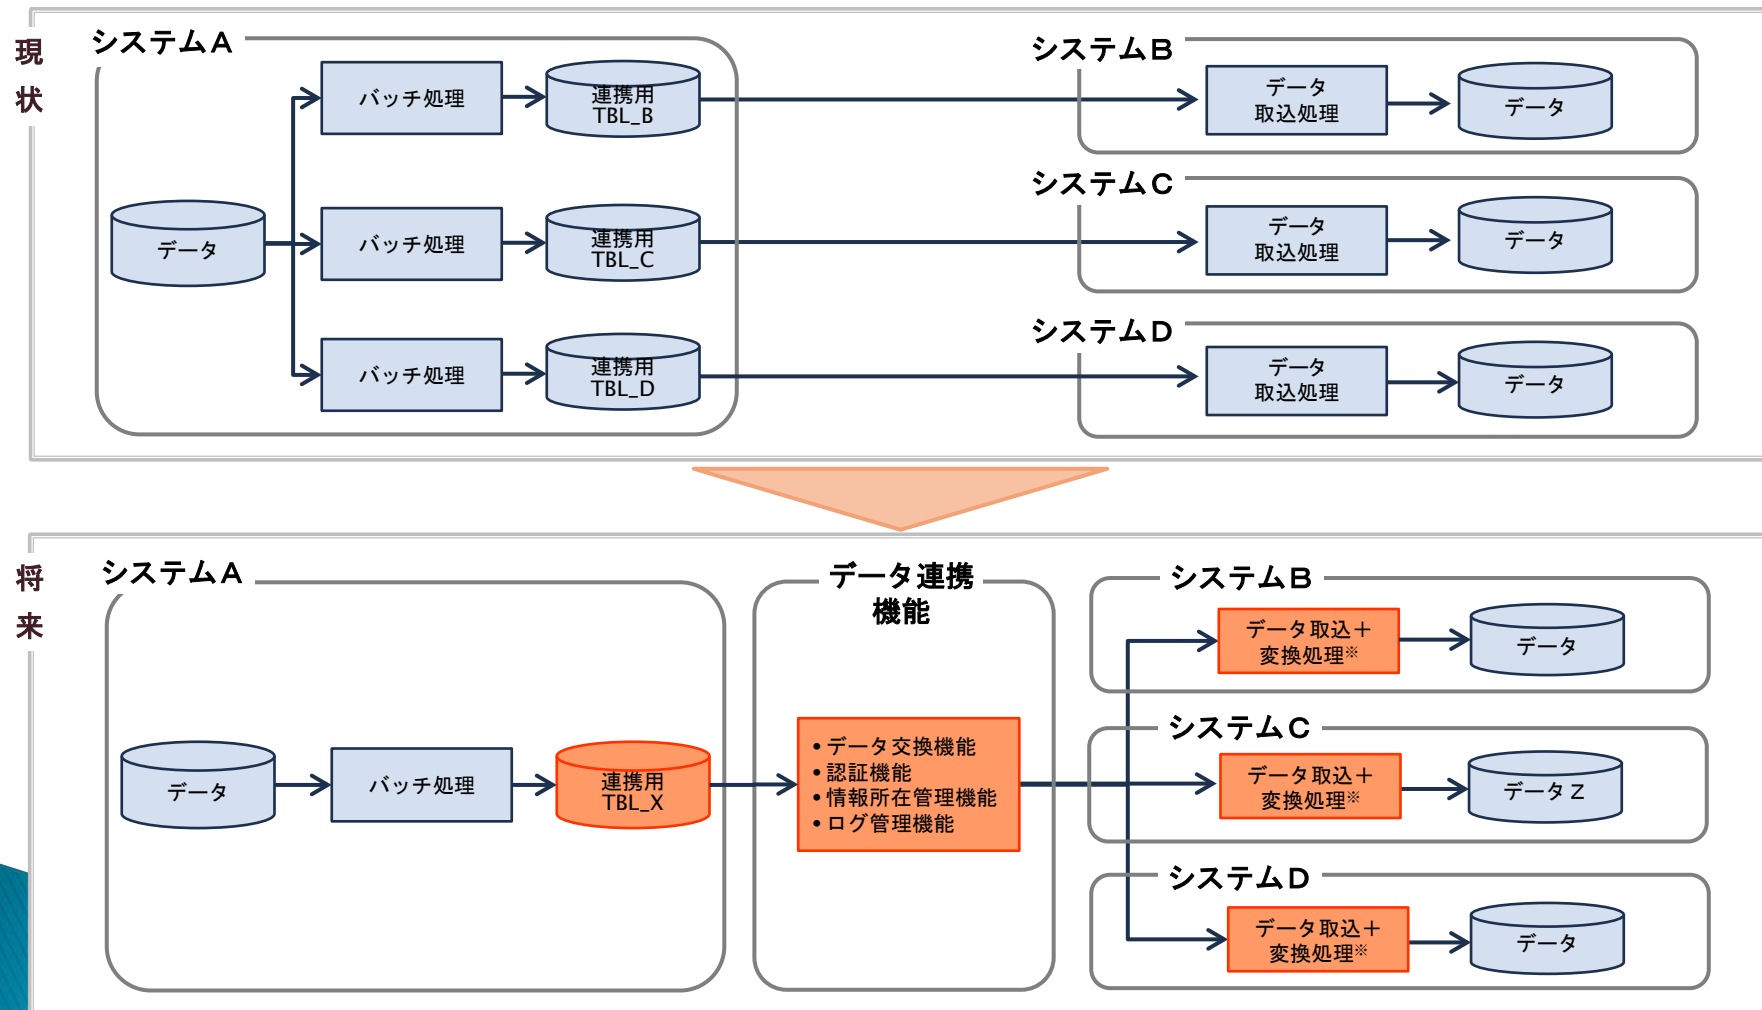 現
状
システムA
バッチ処理
連携用
TBL_B
データ
バッチ処理
連携用
TBL_C
バッチ処理
連携用
TBL_D
システムB
データ
取込処理
データ
システムC
データ
取込処理
データ
システムD
データ
取込処理
データ
将
来
システムA
データ
バッチ処理
連携用
TBL_X
データ連携
機能
•データ交換機能
•認証機能
•情報所在管理機能
•ログ管理機能
システムB
データ取込＋
変換処理※
データ
システムC
データ取込＋
変換処理※
データZ
システムD
データ取込＋
変換処理※
データ